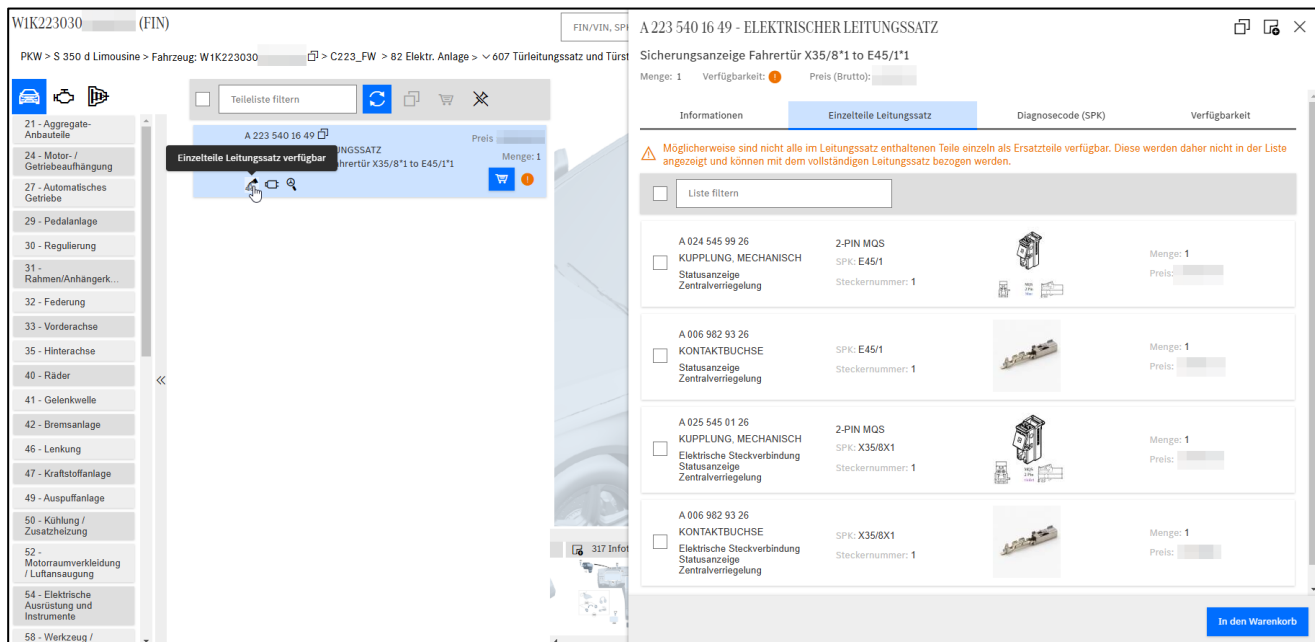 W1K223030 (FIN)
FIN/VIN, SP
PKW > S 350 d Limousine > Fahrzeug: W1K223030 > C223_FW > 82 Elektr. Anlage > 607 Türleitungssatz und Türst
Teileliste filtern
21 - Aggregate-
Anbauteile
24 - Motor- /
Getriebeaufhängung
27 - Automatisches
Getriebe
29 - Pedalanlage
30 - Regulierung
31 -
Rahmen/Anhängerk...
32 - Federung
33 - Vorderachse
35 - Hinterachse
40 - Räder
41 - Gelenkwelle
42 - Bremsanlage
46 - Lenkung
47 - Kraftstoffanlage
49 - Auspuffanlage
50 - Kühlung /
Zusatzheizung
52 -
Motorraumverkleidung
/ Luftansaugung
54 - Elektrische
Ausrüstung und
Instrumente
58 - Werkzeug /
A 223 540 16 49
Preis
UNGSSATZ
Einzelteile Leitungssatz verfügbar
hrertür X35/8*1 to E45/1*1
Menge: 1
317 Infot
A 223 540 16 49 - ELEKTRISCHER LEITUNGSSATZ
Sicherungsanzeige Fahrertür X35/8*1 to E45/1*1
Menge: 1 Verfügbarkeit: Preis (Brutto):
Informationen Einzelteile Leitungssatz Diagnosecode (SPK) Verfügbarkeit
Möglicherweise sind nicht alle im Leitungssatz enthaltenen Teile einzeln als Ersatzteile verfügbar. Diese werden daher nicht in der Liste
angezeigt und können mit dem vollständigen Leitungssatz bezogen werden.
Liste filtern
A 024 545 99 26
KUPPLUNG, MECHANISCH
Statusanzeige
Zentralverriegelung
2-PIN MQS
SPK: E45/1
Steckernummer: 1
Menge: 1
Preis:
A 006 982 93 26
KONTAKTBUCHSE
Statusanzeige
Zentralverriegelung
SPK: E45/1
Steckernummer: 1
Menge: 1
Preis:
A 025 545 01 26
KUPPLUNG, MECHANISCH
Elektrische Steckverbindung
Statusanzeige
Zentralverriegelung
2-PIN MQS
SPK: X35/8X1
Steckernummer: 1
Menge: 1
Preis:
A 006 982 93 26
KONTAKTBUCHSE
Elektrische Steckverbindung
Statusanzeige
Zentralverriegelung
SPK: X35/8X1
Steckernummer: 1
Menge: 1
Preis:
In den Warenkorb